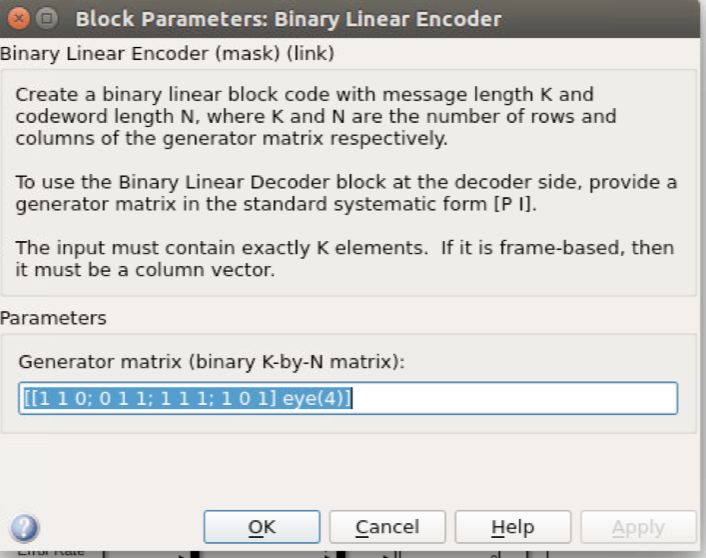 Block Parameters: Binary Linear Encoder
Binary Linear Encoder (mask) (link)
Create a binary linear block code with message length K and
codeword length N, where K and N are the number of rows and
columns of the generator matrix respectively.
To use the Binary Linear Decoder block at the decoder side, provide a
generator matrix in the standard systematic form [P I].
The input must contain exactly K elements.  If it is frame-based, then
it must be a column vector.
Parameters
Generator matrix (binary K-by-N matrix):
[[1 1 0; 0 1 1; 1 1 1; 1 0 1] eye(4)]
? OK Cancel Help Apply
Error Rate